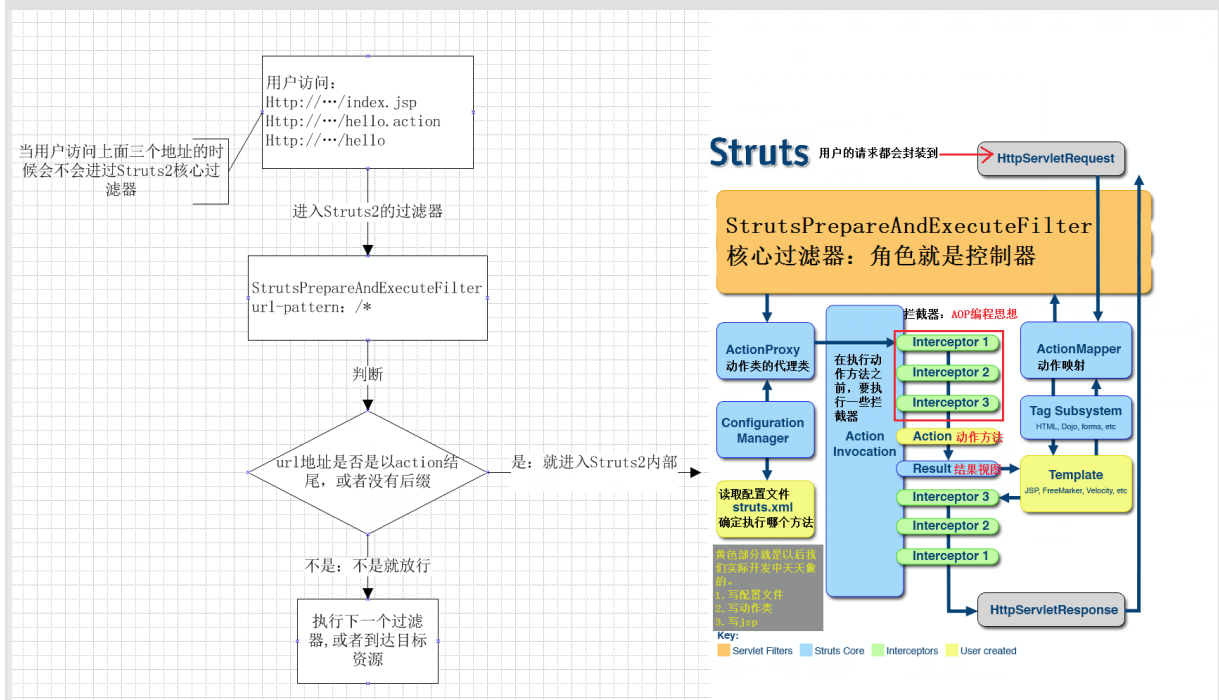 用户访问:
Http://…/index.jsp
Http://…/hello.action
Http://…/hello
当用户访问上面三个地址的时
候会不会进过Struts2核心过
滤器
进入Struts2的过滤器
StrutsPrepareAndExecuteFilter
url-pattern: /*
判断
url地址是否是以action结
尾，或者没有后缀
是：就进入Struts2内部
不是：不是就放行
执行下一个过滤
器,或者到达目标
资源
Struts
用户的请求都会封装到
HttpServletRequest
StrutsPrepareAndExecuteFilter
核心过滤器：角色就是控制器
ActionProxy
动作类的代理类
Configuration
Manager
读取配置文件
struts.xml
确定执行哪个方法
黄色部分就是以后我
们实际开发中天天做
的。
1.写配置文件
2.写动作类
3.写jsp
在执行动
作方法之
前，要执
行一些拦
截器
Action
Invocation
拦截器：AOP编程思想
Interceptor 1
Interceptor 2
Interceptor 3
Action 动作方法
Result 结果视图
Interceptor 3
Interceptor 2
Interceptor 1
ActionMapper
动作映射
Tag Subsystem
HTML, Dojo, forms, etc
Template
JSP, FreeMarker, Velocity, etc
HttpServletResponse
Key:
Servlet Filters
Struts Core
Interceptors
User created